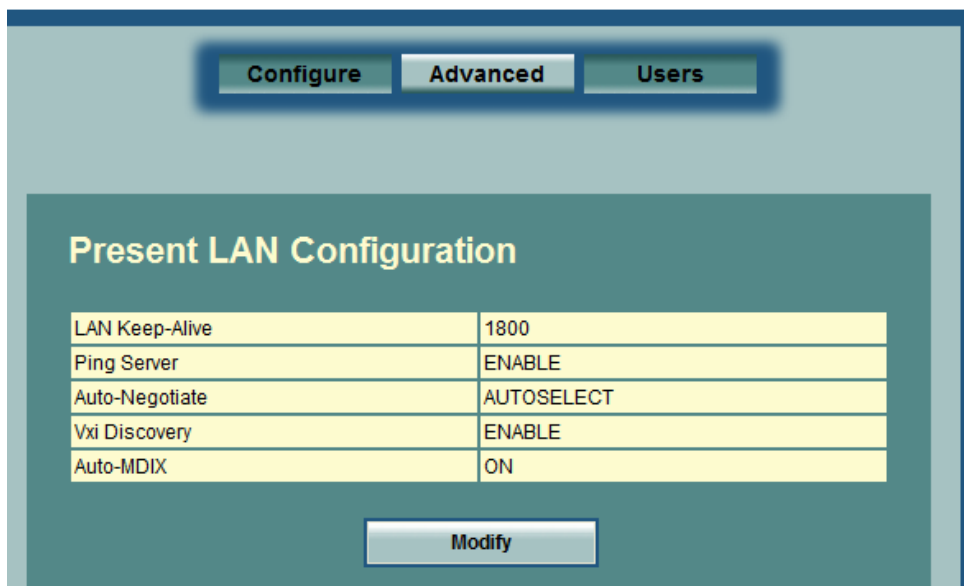 Configure Advanced Users
Present LAN Configuration
LAN Keep-Alive 1800
Ping Server ENABLE
Auto-Negotiate AUTOSELECT
Vxi Discovery ENABLE
Auto-MDIX ON
Modify